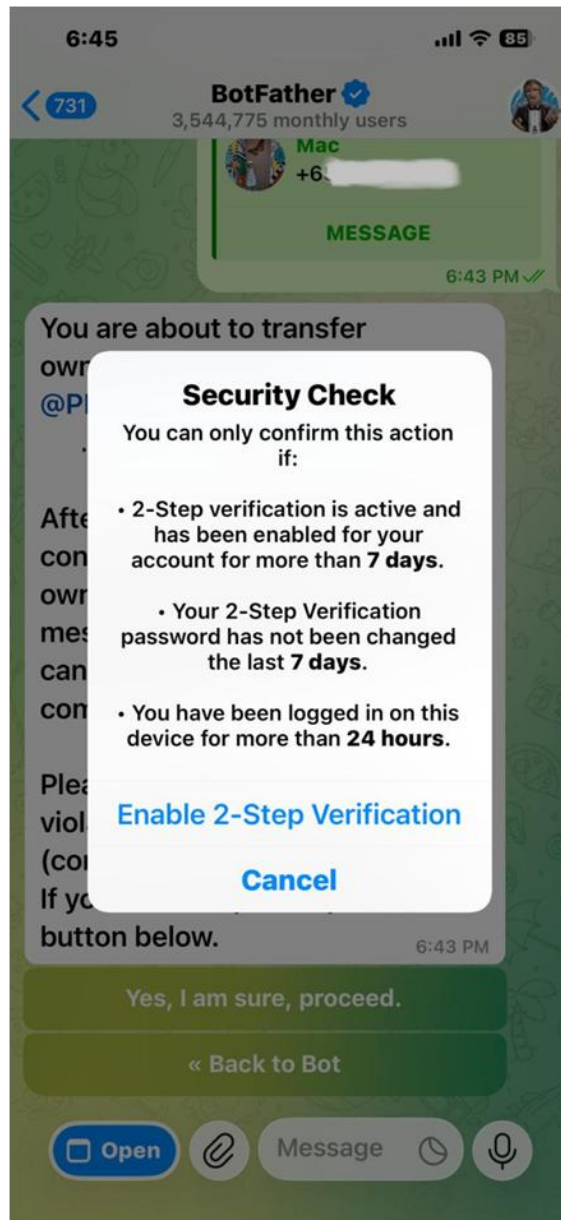 6:45
85
731
BotFather
3,544,775 monthly users
Mac
+6
MESSAGE
6:43 PM
You are about to transfer
@P
Security Check
You can only confirm this action
if:
• 2-Step verification is active and
has been enabled for your
account for more than 7 days.
• Your 2-Step Verification
password has not been changed
the last 7 days.
• You have been logged in on this
device for more than 24 hours.
Enable 2-Step Verification
Cancel
If
button below.
6:43 PM
Yes, I am sure, proceed.
« Back to Bot
Open
Message